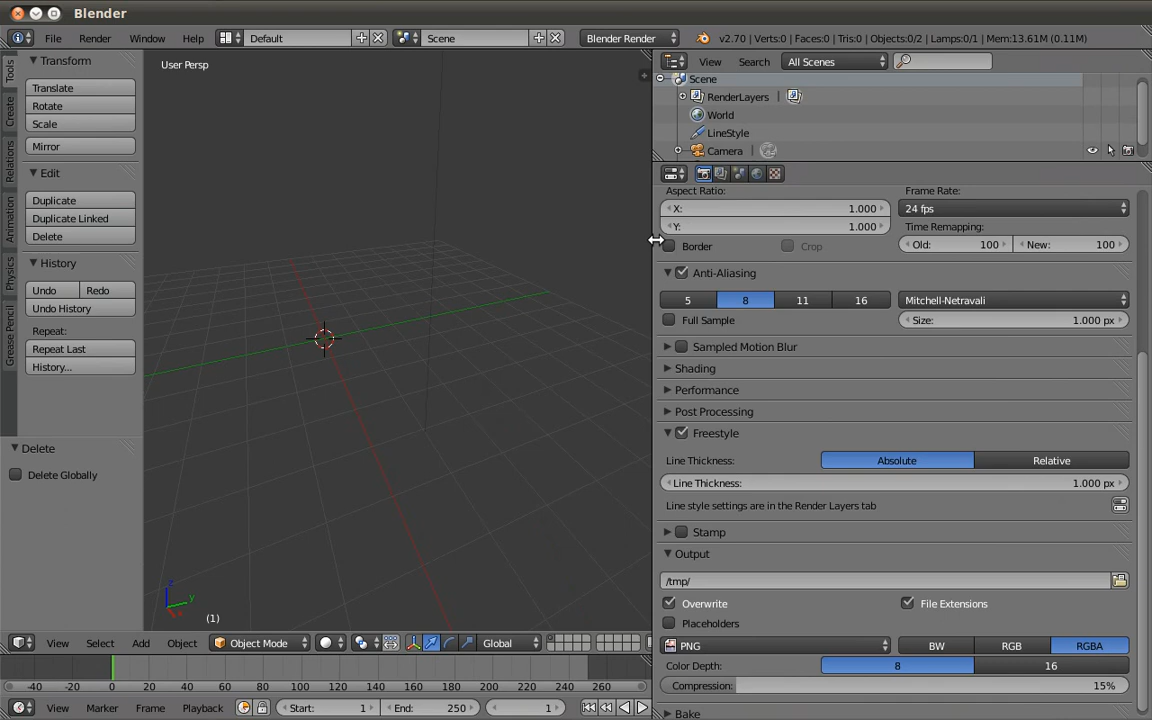 Blender
File Render Window Help Default Scene Blender Render v2.70 | Verts:0 | Faces:0 | Tris:0 | Objects:0/2 | Lamps:0/1 | Mem:13.61M (0.11M)
Tools
Create
Relations
Animation
Physics
Grease Pencil
Transform
Translate
Rotate
Scale
Mirror
Edit
Duplicate
Duplicate Linked
Delete
History
Undo Redo
Undo History
Repeat:
Repeat Last
History...
Delete
Delete Globally
User Persp
z
y
x
(1)
View Select Add Object Object Mode Global
-40 -20 0 20 40 60 80 100 120 140 160 180 200 220 240 260
View Marker Frame Playback Start: 1 End: 250 1
View Search All Scenes
Scene
RenderLayers |
World
LineStyle
Camera |
Aspect Ratio: Frame Rate:
X: 1.000 24 fps
Y: 1.000 Time Remapping:
Border Crop Old: 100 New: 100
Anti-Aliasing
5 8 11 16 Mitchell-Netravali
Full Sample Size: 1.000 px
Sampled Motion Blur
Shading
Performance
Post Processing
Freestyle
Line Thickness: Absolute Relative
Line Thickness: 1.000 px
Line style settings are in the Render Layers tab
Stamp
Output
/tmp/
Overwrite File Extensions
Placeholders
PNG BW RGB RGBA
Color Depth: 8 16
Compression: 15%
Bake